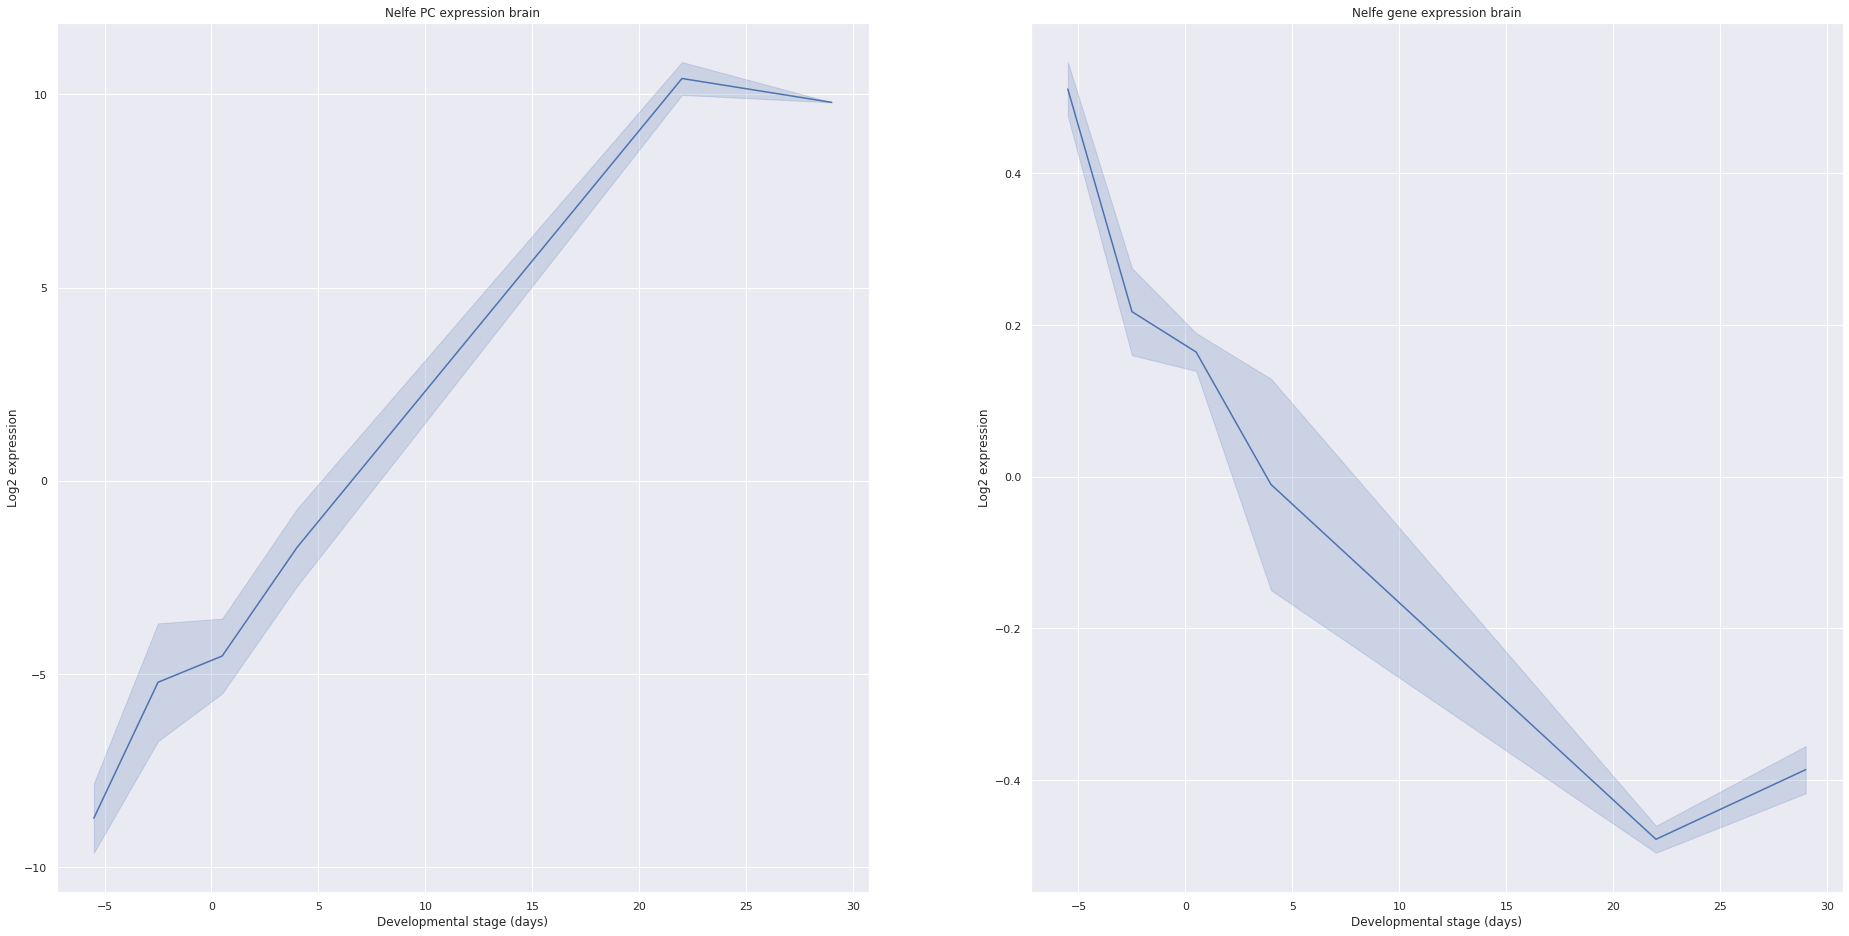 Nelfe PC expression brain
Log2 expression
10
5
0
−5
−10
−5 0 5 10 15 20 25 30
Developmental stage (days)
Nelfe gene expression brain
Log2 expression
0.4
0.2
0.0
−0.2
−0.4
−5 0 5 10 15 20 25 30
Developmental stage (days)